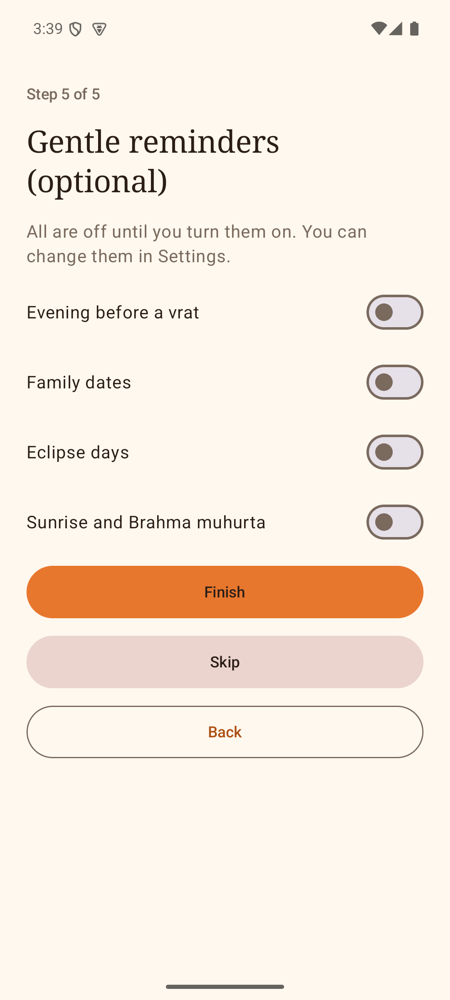 3:39
Step 5 of 5
Gentle reminders
(optional)
All are off until you turn them on. You can
change them in Settings.
Evening before a vrat
Family dates
Eclipse days
Sunrise and Brahma muhurta
Finish
Skip
Back